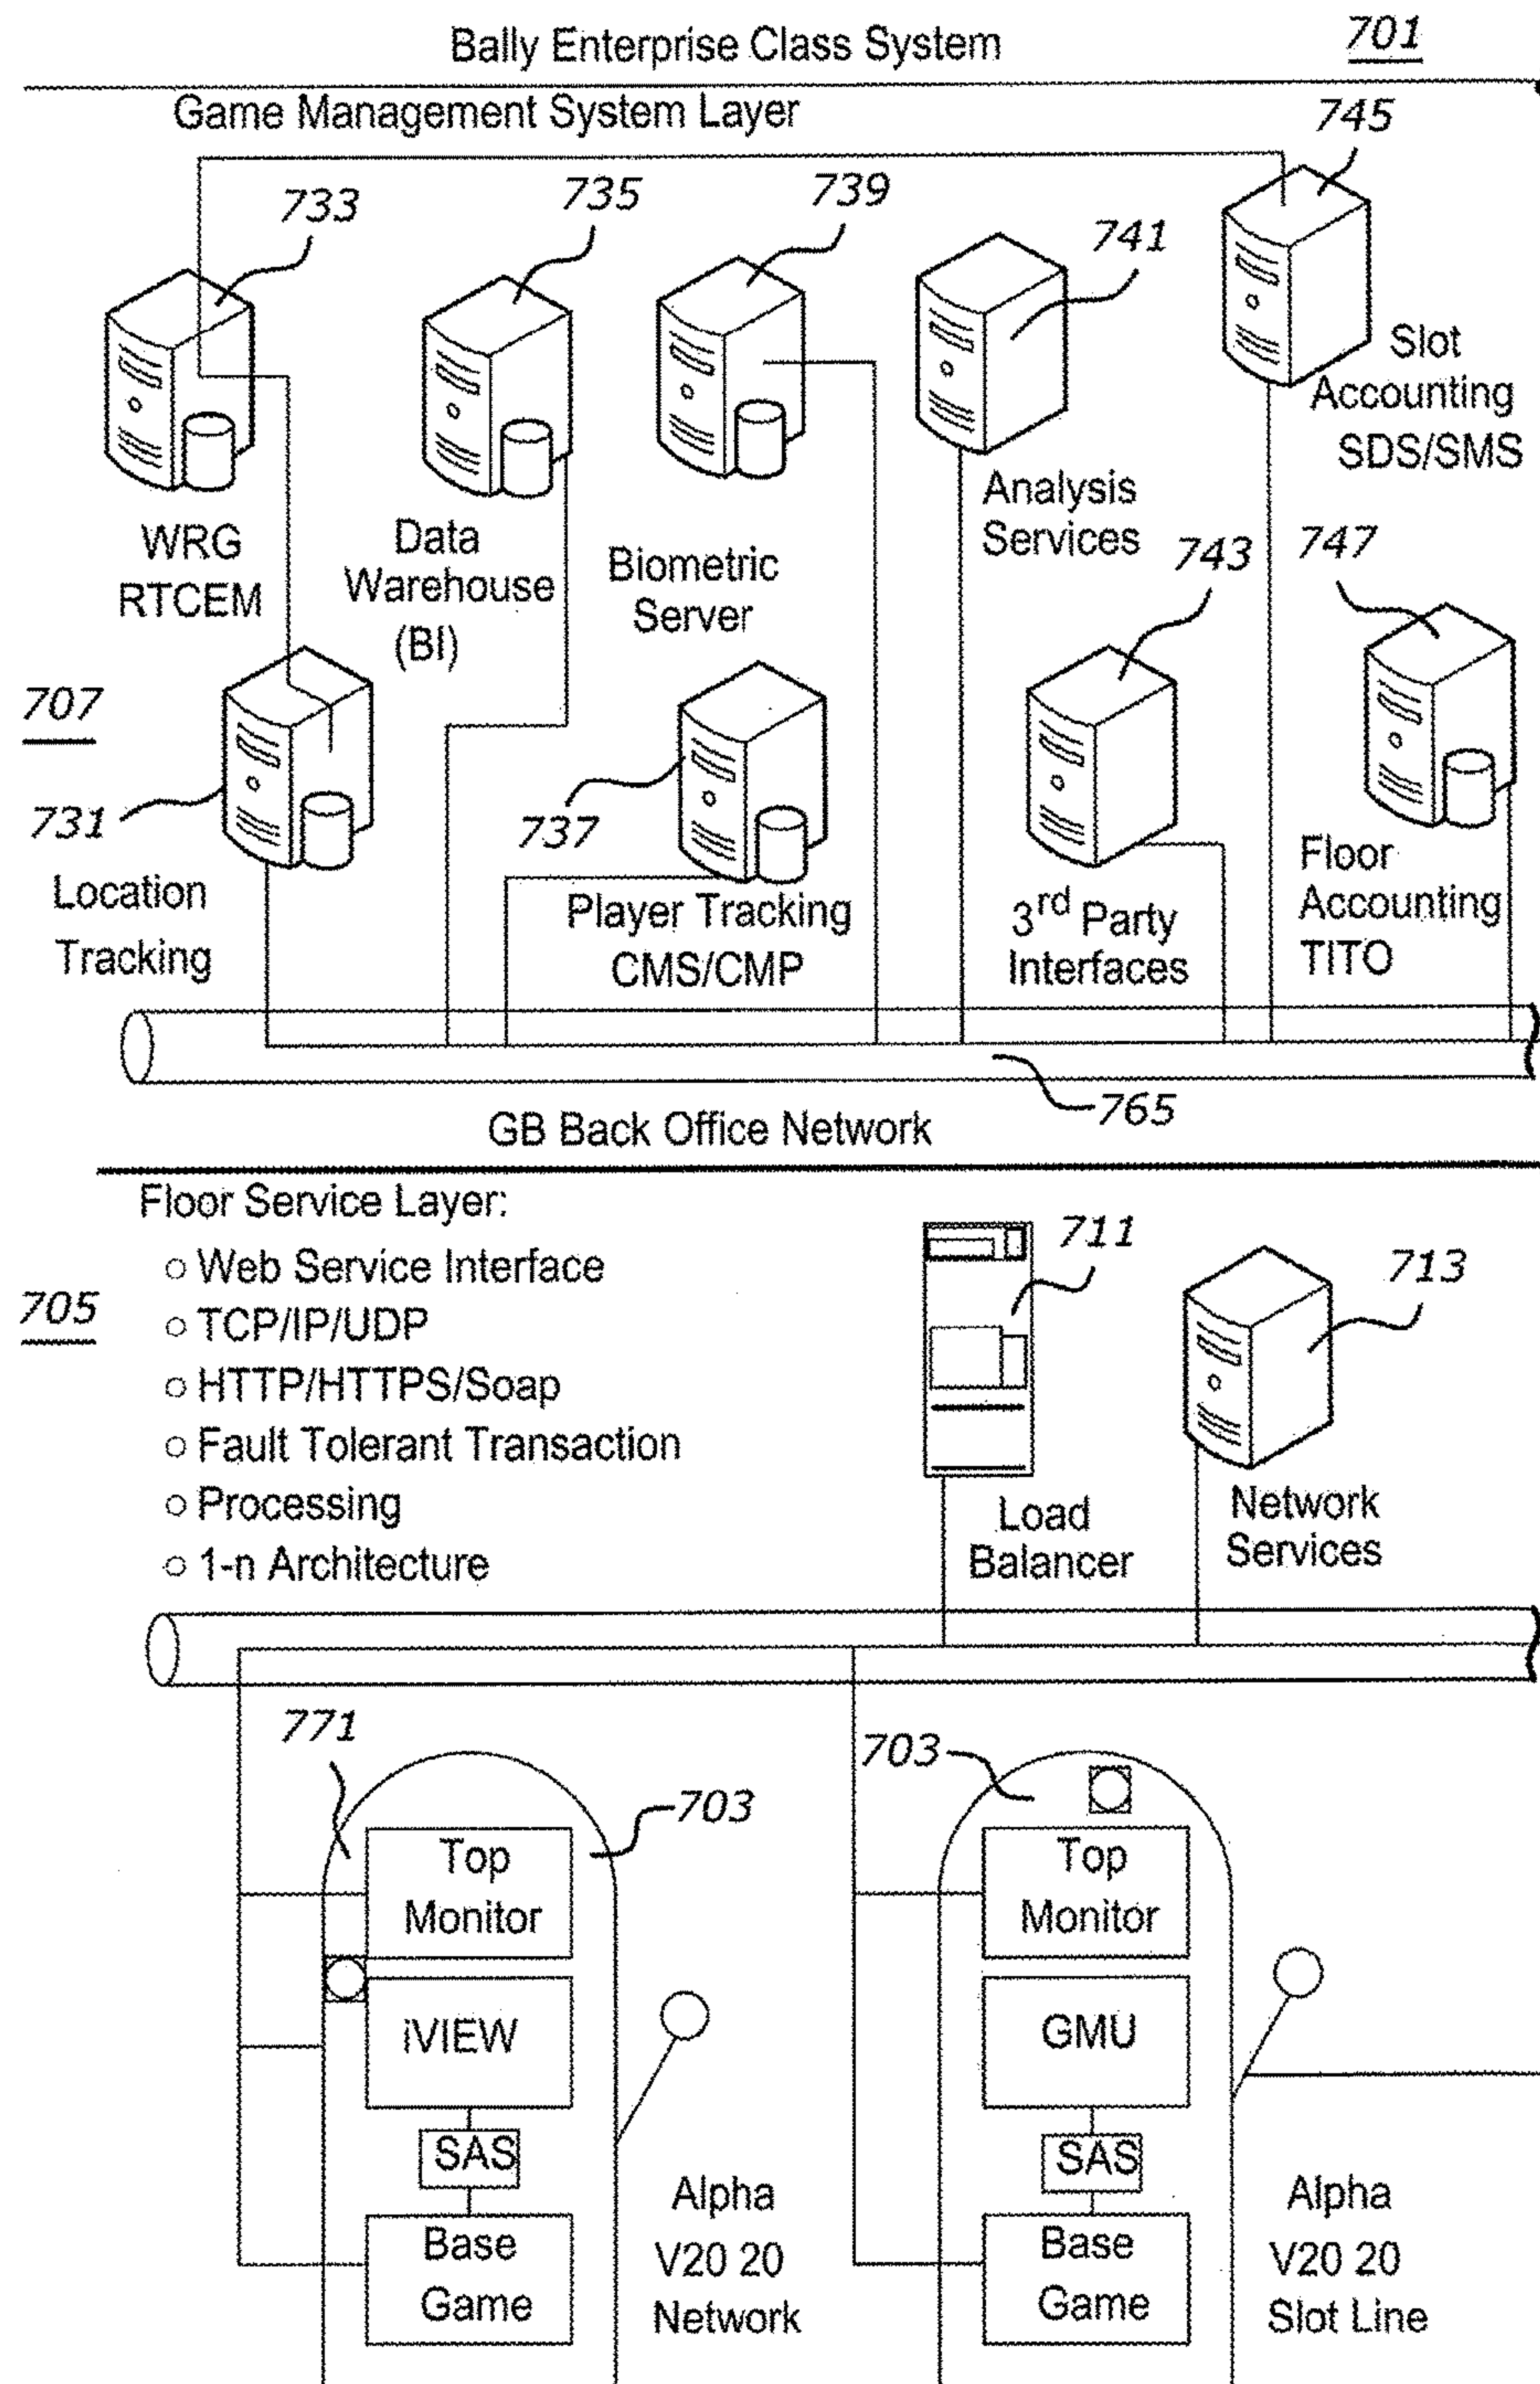 Bally Enterprise Class System
701
Game Management System Layer
745
733
735
739
741
Slot
Accounting
SDS/SMS
WRG
RTCEM
Data
Warehouse
(BI)
Biometric
Server
Analysis
Services
743
747
707
731
Location
Tracking
737
Player Tracking
CMS/CMP
3rd Party
Interfaces
Floor
Accounting
TITO
765
GB Back Office Network
Floor Service Layer:
705
○ Web Service Interface
○ TCP/IP/UDP
○ HTTP/HTTPS/Soap
○ Fault Tolerant Transaction
○ Processing
○ 1-n Architecture
711
713
Load
Balancer
Network
Services
771
703
703
Top
Monitor
iVIEW
SAS
Base
Game
Alpha
V20 20
Network
Top
Monitor
GMU
SAS
Base
Game
Alpha
V20 20
Slot Line